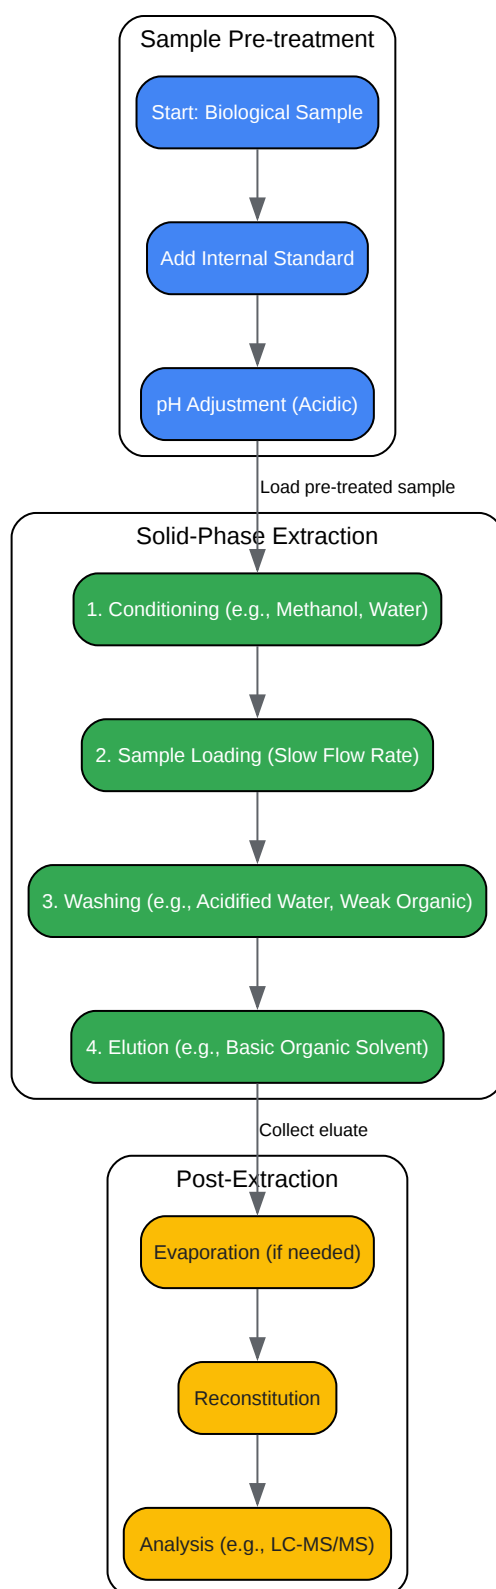 Sample Pre-treatment
Start: Biological Sample
Add Internal Standard
pH Adjustment (Acidic)
Load pre-treated sample
Solid-Phase Extraction
1. Conditioning (e.g., Methanol, Water)
2. Sample Loading (Slow Flow Rate)
3. Washing (e.g., Acidified Water, Weak Organic)
4. Elution (e.g., Basic Organic Solvent)
Collect eluate
Post-Extraction
Evaporation (if needed)
Reconstitution
Analysis (e.g., LC-MS/MS)